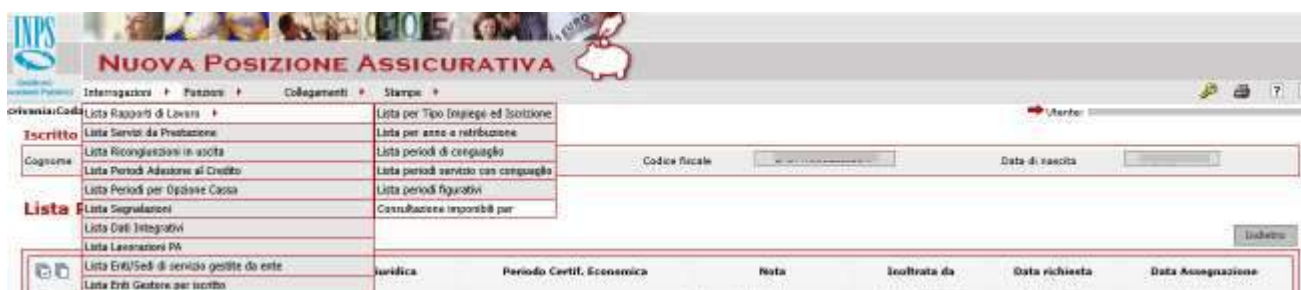 INPS
NUOVA POSIZIONE ASSICURATIVA
Interrogazioni Funzioni Collegamenti Stampe
Lista Rapporti di Lavoro Lista per Tipo Impiego ed Iscrizione Utente:
Iscritto Lista Servizi da Prestazione Lista per anno e retribuzione
Cognome Lista Ricongiunzioni in uscita Lista periodi di conguaglio Codice fiscale Data di nascita
Lista Periodi Adesione al Credito Lista periodi servizio con conguaglio
Lista Periodi per Opzione Cassa Lista periodi figurativi
Lista Lista Segnalazioni Consultazione imponibili per
Lista Dati Integrativi
Lista Lavorazioni PA Indietro
Lista Enti/Sedi di servizio gestite da ente Periodo Certif. Economica Nota Inoltrata da Data richiesta Data Assegnazione
Lista Enti Gestore per iscritto